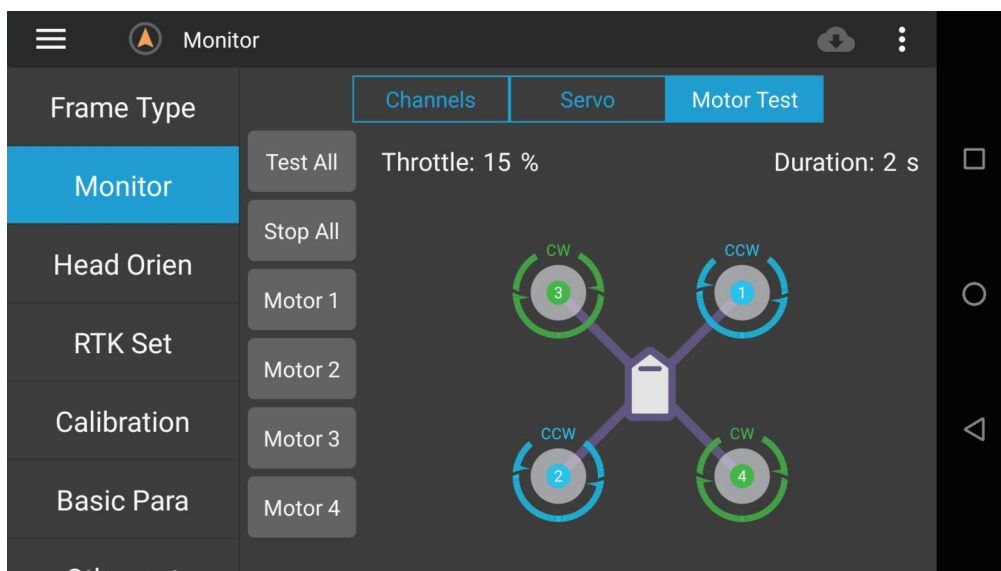 Monitor
Frame Type
Monitor
Head Orien
RTK Set
Calibration
Basic Para
Channels
Servo
Motor Test
Test All
Stop All
Motor 1
Motor 2
Motor 3
Motor 4
Throttle: 15 %
Duration: 2 s
CW
3
CCW
1
CCW
2
CW
4